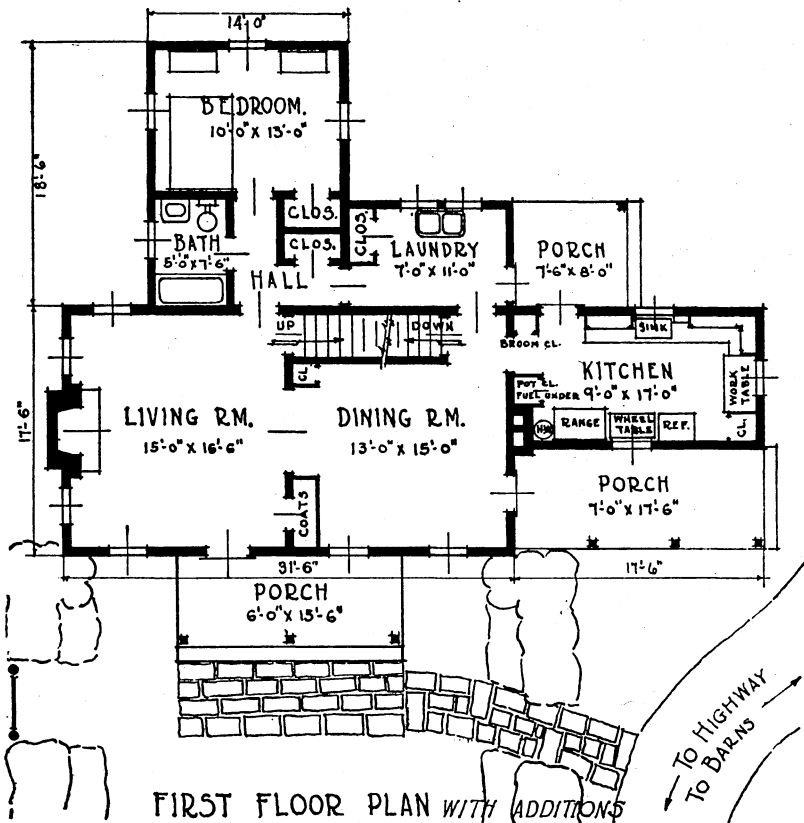 14'-0"
BEDROOM.
10'-0" X 13'-0"
18'-6"
CLOS.
CLOS.
CLOS.
BATH
5'-0" X 7'-6"
HALL
LAUNDRY
7'-0" X 11'-0"
PORCH
7'-6" X 8'-0"
UP
DOWN
BROOM CL.
SINK
KITCHEN
9'-0" X 17'-0"
WORK
TABLE
POT CL.
FUEL UNDER
CL.
CL.
HW
RANGE
WHEEL
TABLE
REF.
17'-6"
LIVING RM.
15'-0" X 16'-6"
DINING RM.
13'-0" X 15'-0"
COATS
PORCH
7'-0" X 17'-6"
31'-6"
17'-6"
PORCH
6'-0" X 15'-6"
TO HIGHWAY
TO BARNS
FIRST FLOOR PLAN WITH ADDITIONS